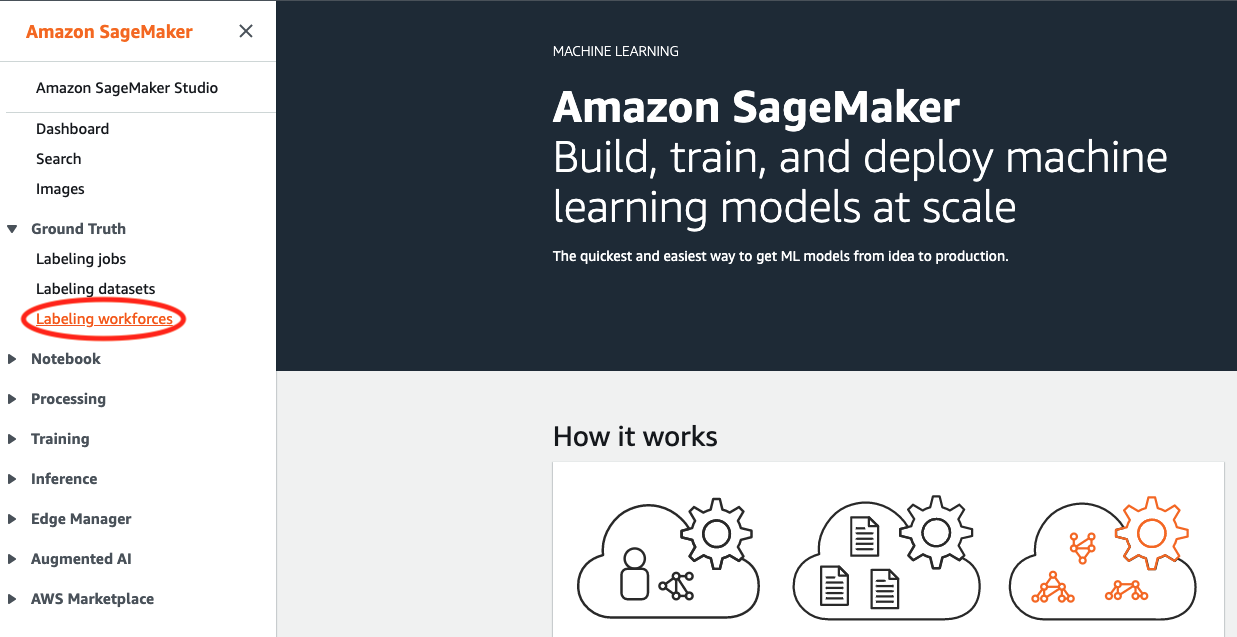 Amazon SageMaker
Amazon SageMaker Studio
Dashboard
Search
Images
Ground Truth
Labeling jobs
Labeling datasets
Labeling workforces
Notebook
Processing
Training
Inference
Edge Manager
Augmented AI
AWS Marketplace
MACHINE LEARNING
Amazon SageMaker
Build, train, and deploy machine
learning models at scale
The quickest and easiest way to get ML models from idea to production.
How it works